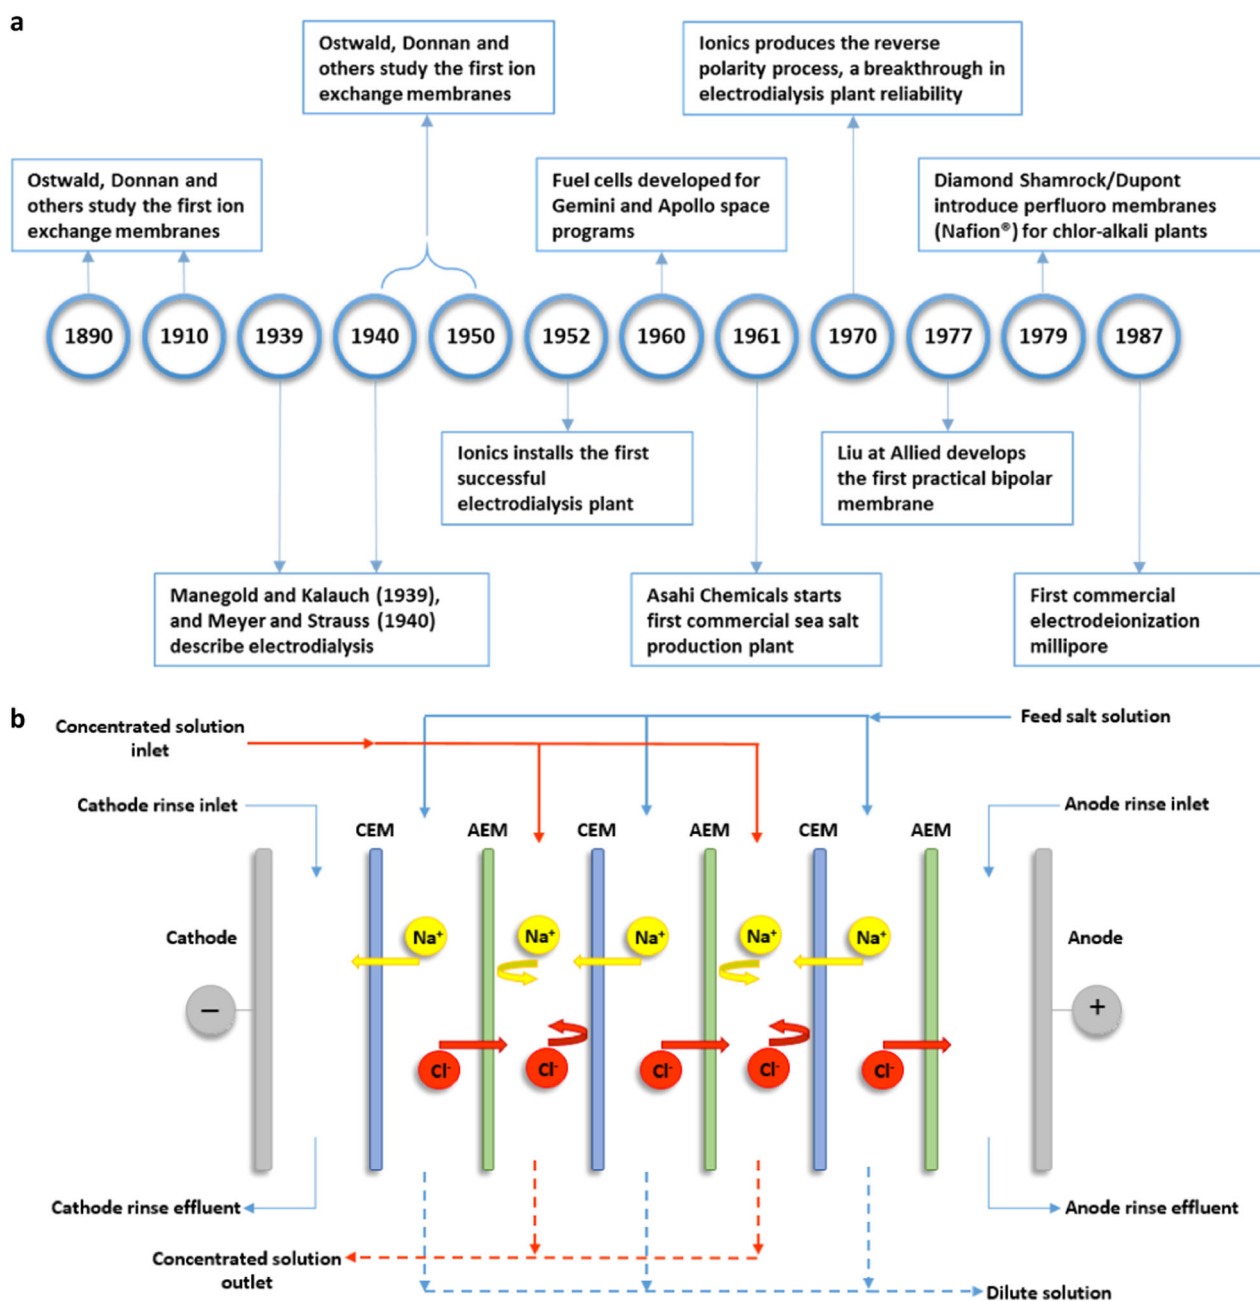 a
Ostwald, Donnan and
others study the first ion
exchange membranes
Ionics produces the reverse
polarity process, a breakthrough in
electrodialysis plant reliability
Ostwald, Donnan and
others study the first ion
exchange membranes
Fuel cells developed for
Gemini and Apollo space
programs
Diamond Shamrock/Dupont
introduce perfluoro membranes
(Nafion®) for chlor-alkali plants
1890 1910 1939 1940 1950 1952 1960 1961 1970 1977 1979 1987
Ionics installs the first
successful
electrodialysis plant
Liu at Allied develops
the first practical bipolar
membrane
Manegold and Kalauch (1939),
and Meyer and Strauss (1940)
describe electrodialysis
Asahi Chemicals starts
first commercial sea salt
production plant
First commercial
electrodeionization
millipore
b
Concentrated solution
inlet
Feed salt solution
Cathode rinse inlet
Anode rinse inlet
CEM AEM CEM AEM CEM AEM
Cathode
Na⁺ Na⁺ Na⁺ Na⁺ Na⁺
Anode
− +
Cl⁻ Cl⁻ Cl⁻ Cl⁻ Cl⁻
Cathode rinse effluent
Anode rinse effluent
Concentrated solution
outlet
Dilute solution